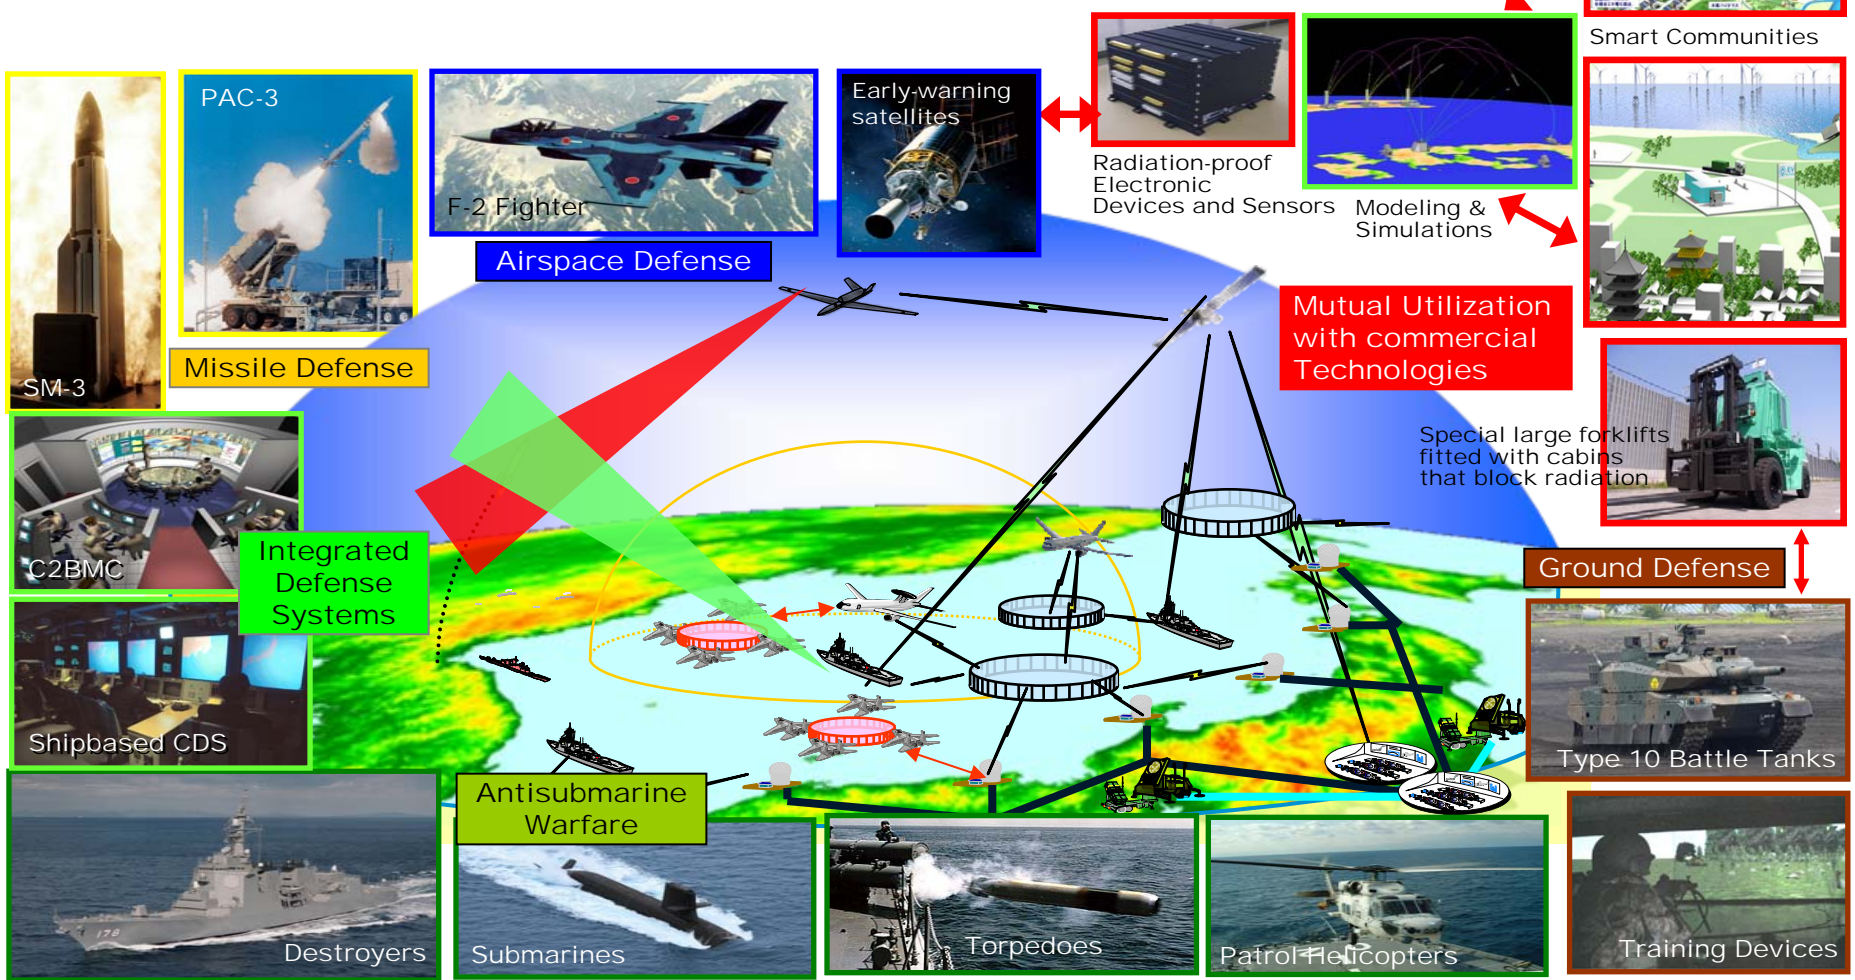 Smart Communities
PAC-3
Early-warning
satellites
F-2 Fighter
Radiation-proof
Electronic
Devices and Sensors
Modeling &
Simulations
Airspace Defense
Mutual Utilization
with commercial
Technologies
Missile Defense
SM-3
Special large forklifts
fitted with cabins
that block radiation
C2BMC
Integrated
Defense
Systems
Ground Defense
Shipbased CDS
Type 10 Battle Tanks
Antisubmarine
Warfare
178
Destroyers
Submarines
Torpedoes
Patrol Helicopters
Training Devices